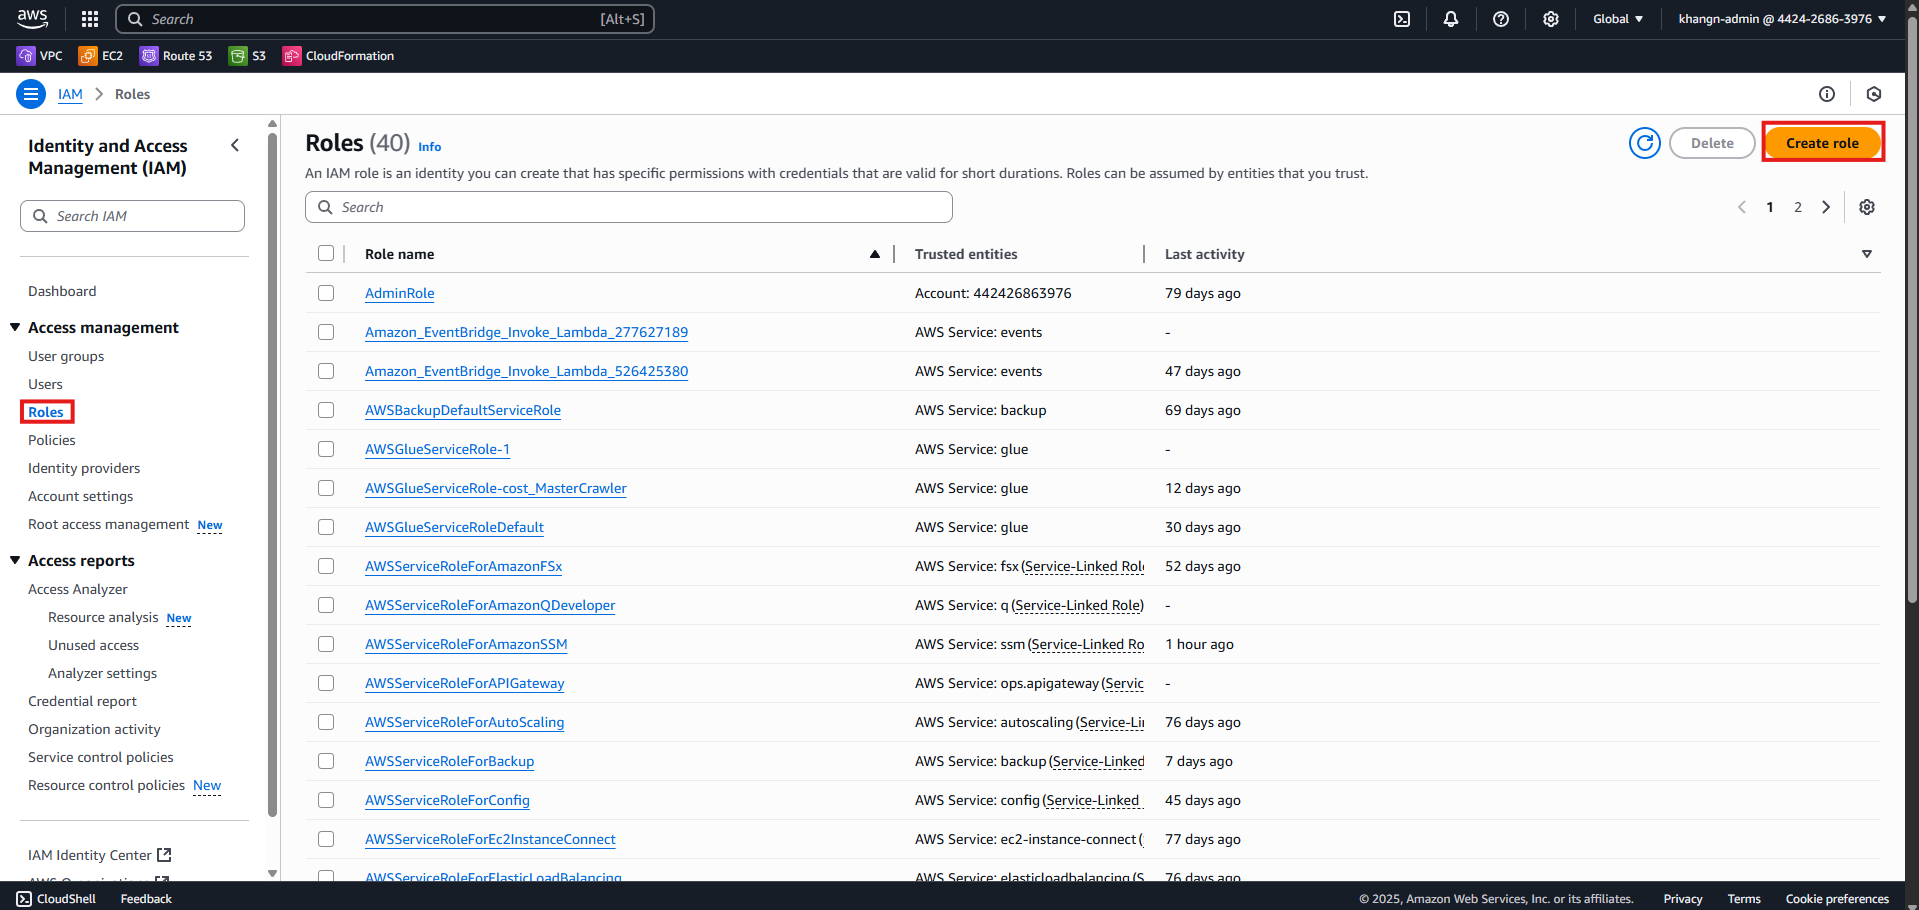 aws
Search [Alt+S]
Global
khangn-admin @ 4424-2686-3976
VPC EC2 Route 53 S3 CloudFormation
IAM > Roles
Identity and Access
Management (IAM)
Search IAM
Dashboard
Access management
User groups
Users
Roles
Policies
Identity providers
Account settings
Root access management New
Access reports
Access Analyzer
Resource analysis New
Unused access
Analyzer settings
Credential report
Organization activity
Service control policies
Resource control policies New
IAM Identity Center
Roles (40) Info
Delete
Create role
An IAM role is an identity you can create that has specific permissions with credentials that are valid for short durations. Roles can be assumed by entities that you trust.
Search
1 2
Role name Trusted entities Last activity
AdminRole Account: 442426863976 79 days ago
Amazon_EventBridge_Invoke_Lambda_277627189 AWS Service: events -
Amazon_EventBridge_Invoke_Lambda_526425380 AWS Service: events 47 days ago
AWSBackupDefaultServiceRole AWS Service: backup 69 days ago
AWSGlueServiceRole-1 AWS Service: glue -
AWSGlueServiceRole-cost_MasterCrawler AWS Service: glue 12 days ago
AWSGlueServiceRoleDefault AWS Service: glue 30 days ago
AWSServiceRoleForAmazonFSx AWS Service: fsx (Service-Linked Role 52 days ago
AWSServiceRoleForAmazonQDeveloper AWS Service: q (Service-Linked Role) -
AWSServiceRoleForAmazonSSM AWS Service: ssm (Service-Linked Ro 1 hour ago
AWSServiceRoleForAPIGateway AWS Service: ops.apigateway (Servic -
AWSServiceRoleForAutoScaling AWS Service: autoscaling (Service-Li 76 days ago
AWSServiceRoleForBackup AWS Service: backup (Service-Linked 7 days ago
AWSServiceRoleForConfig AWS Service: config (Service-Linked 45 days ago
AWSServiceRoleForEc2InstanceConnect AWS Service: ec2-instance-connect ( 77 days ago
AWSServiceRoleForElasticLoadBalancing AWS Service: elasticloadbalancing (S 76 days ago
CloudShell Feedback
© 2025, Amazon Web Services, Inc. or its affiliates. Privacy Terms Cookie preferences